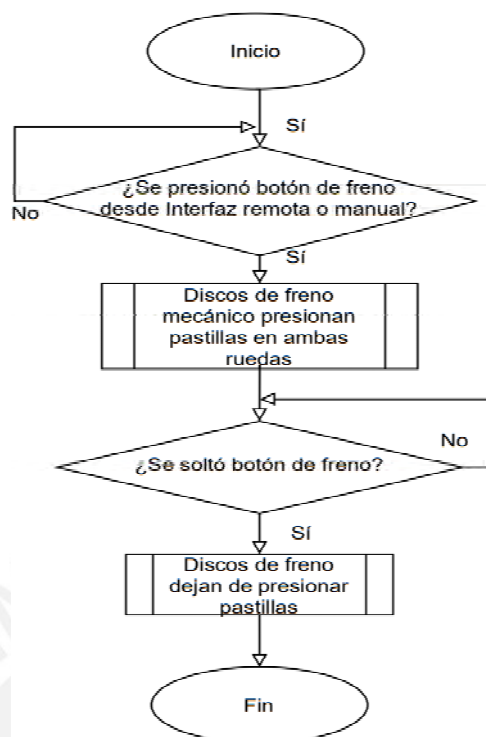 Inicio
Sí
¿Se presionó botón de freno
desde Interfaz remota o manual?
No
Sí
Discos de freno
mecánico presionan
pastillas en ambas
ruedas
No
¿Se soltó botón de freno?
Sí
Discos de freno
dejan de presionar
pastillas
Fin